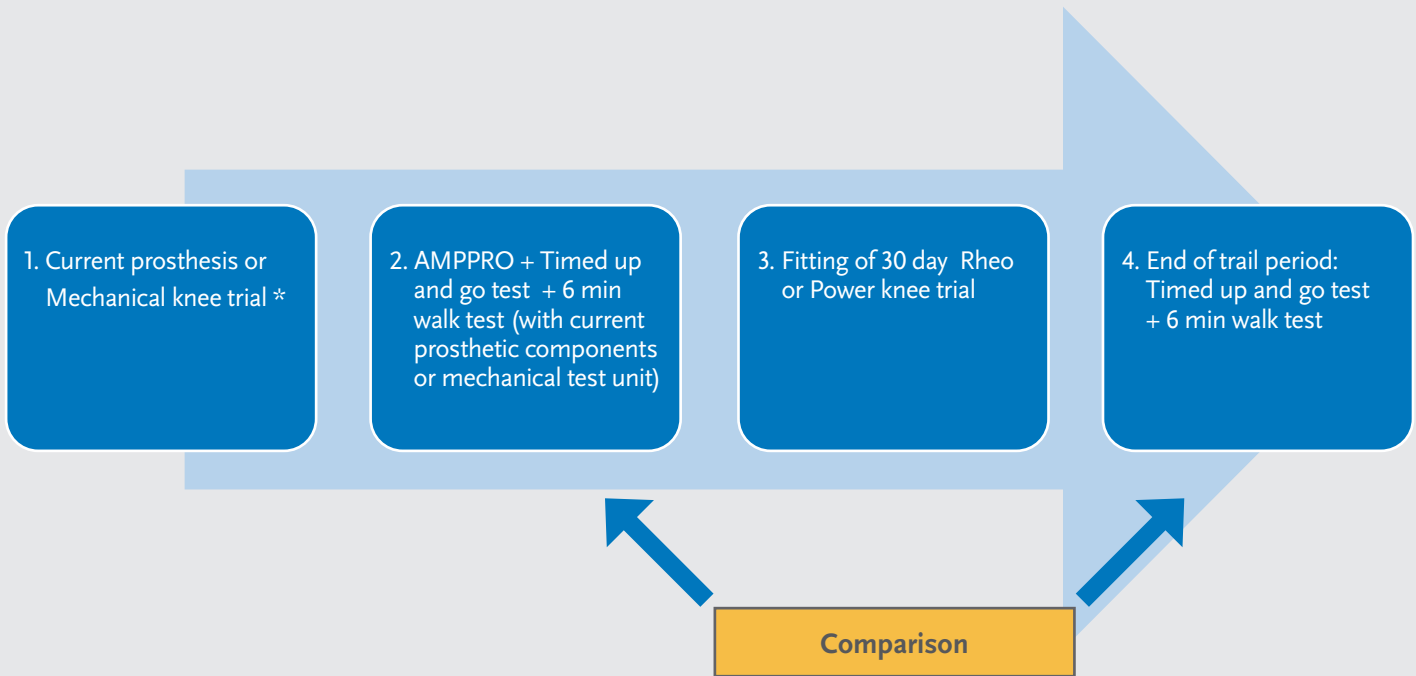 1. Current prosthesis or
Mechanical knee trial *
2. AMPPRO + Timed up
and go test + 6 min
walk test (with current
prosthetic components
or mechanical test unit)
3. Fitting of 30 day Rheo
or Power knee trial
4. End of trail period:
Timed up and go test
+ 6 min walk test
Comparison